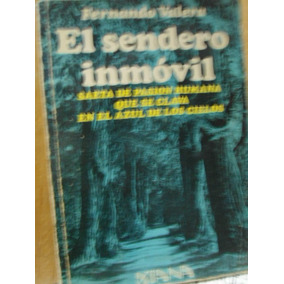 Fernando Valera
El sendero
inmóvil
SAETA DE PASION HUMANA
QUE SE CLAVA
EN EL AZUL DE LOS CIELOS